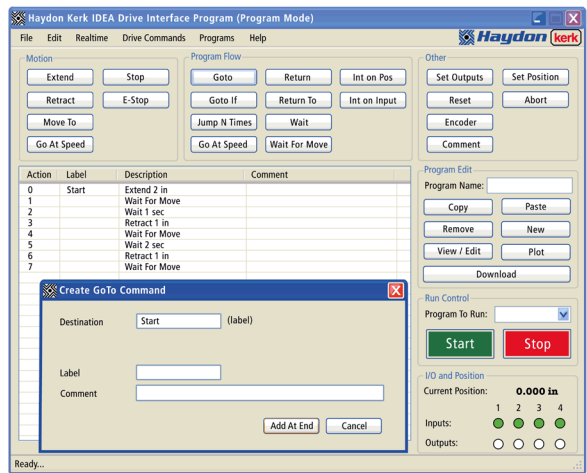 Haydon Kerk IDEA Drive Interface Program (Program Mode)
File Edit Realtime Drive Commands Programs Help
Haydon kerk
Motion
Extend Stop
Retract E-Stop
Move To
Go At Speed
Program Flow
Goto Return Int on Pos
Goto If Return To Int on Input
Jump N Times Wait
Go At Speed Wait For Move
Other
Set Outputs Set Position
Reset Abort
Encoder
Comment
Action Label Description Comment
0 Start Extend 2 in
1 Wait For Move
2 Wait 1 sec
3 Retract 1 in
4 Wait For Move
5 Wait 2 sec
6 Retract 1 in
7 Wait For Move
Program Edit
Program Name:
Copy Paste
Remove New
View / Edit Plot
Download
Run Control
Program To Run:
Start Stop
I/O and Position
Current Position: 0.000 in
1 2 3 4
Inputs:
Outputs:
Create GoTo Command
Destination Start (label)
Label
Comment
Add At End Cancel
Ready...